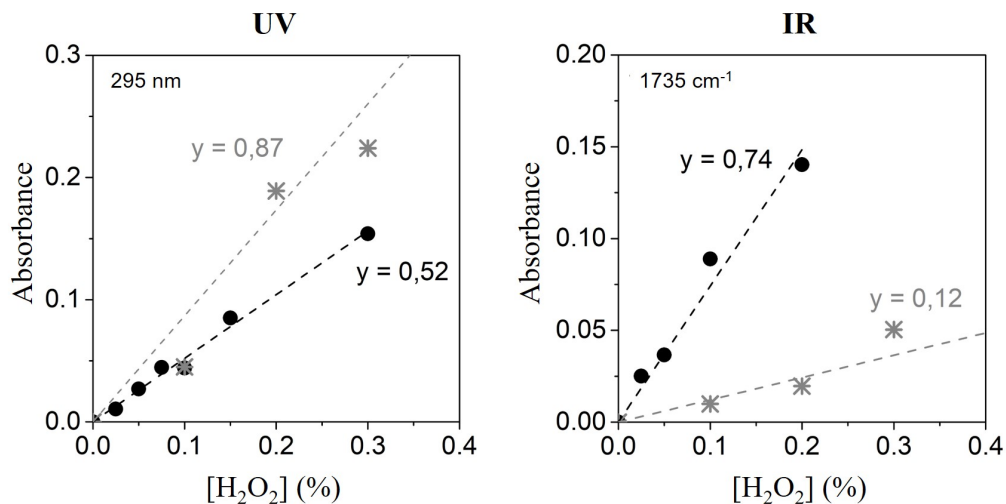 UV
295 nm
y = 0,87
y = 0,52
Absorbance
0.3
0.2
0.1
0.0
0.0 0.1 0.2 0.3 0.4
[H₂O₂] (%)
IR
1735 cm⁻¹
y = 0,74
y = 0,12
Absorbance
0.20
0.15
0.10
0.05
0.00
0.0 0.1 0.2 0.3 0.4
[H₂O₂] (%)